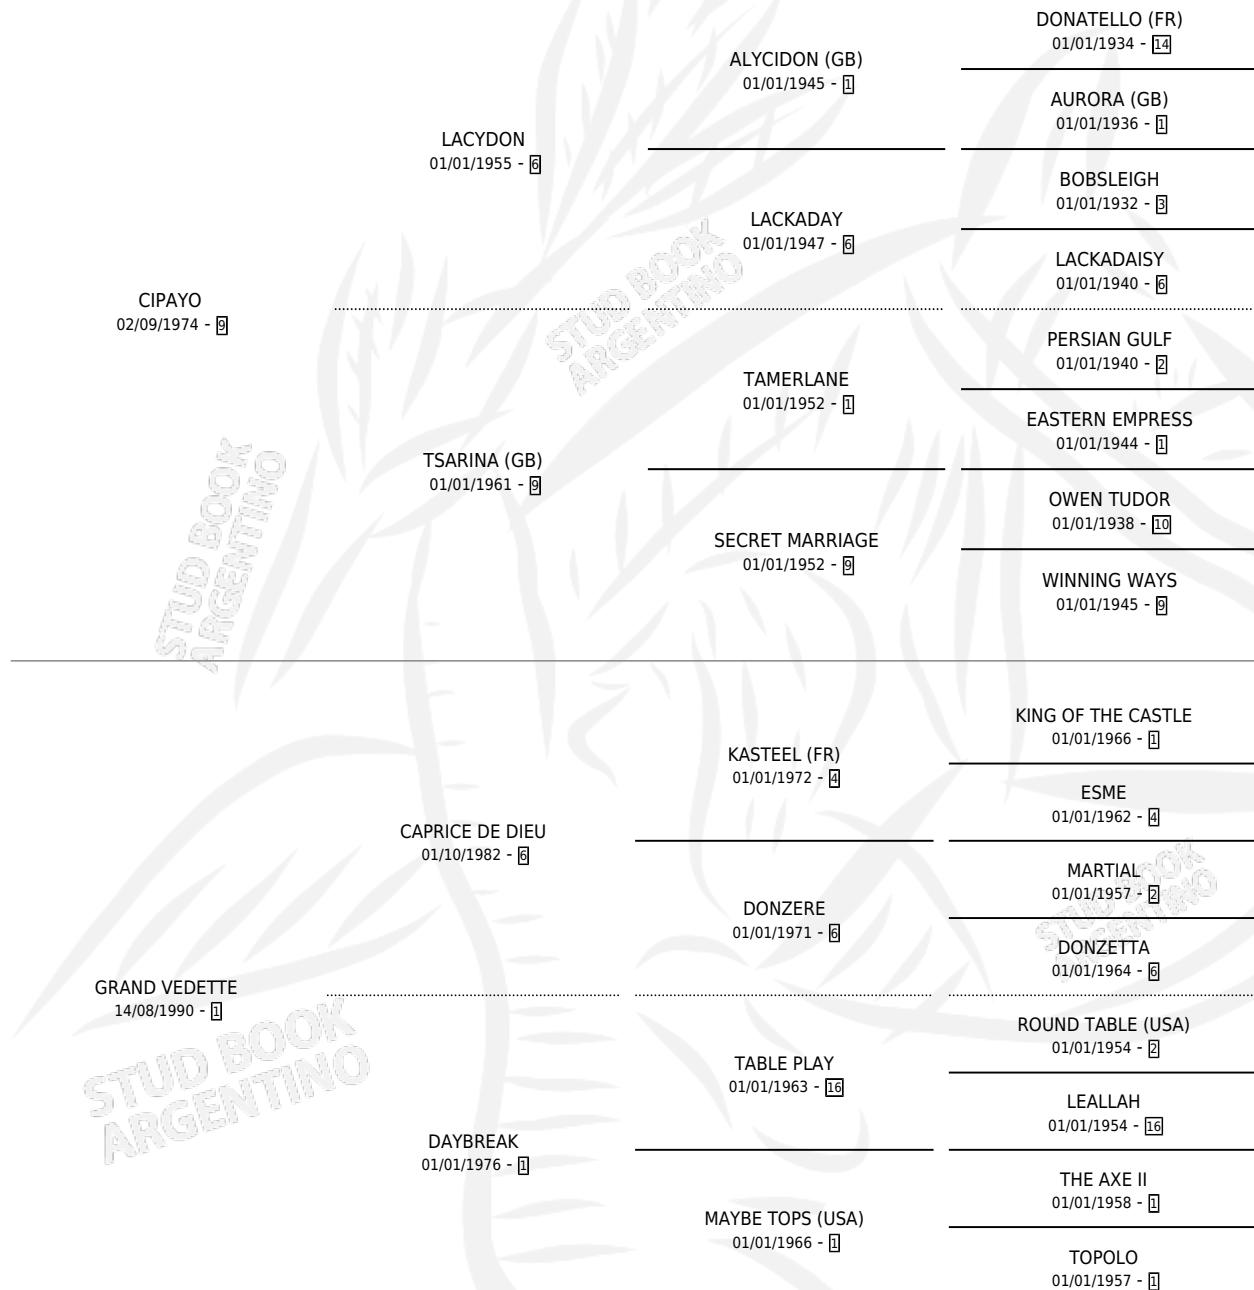 DONATELLO (FR)
01/01/1934 - 14
ALYCIDON (GB)
01/01/1945 - 1
AURORA (GB)
01/01/1936 - 1
LACYDON
01/01/1955 - 6
BOBSLEIGH
01/01/1932 - 3
LACKADAY
01/01/1947 - 6
LACKADAISY
01/01/1940 - 6
CIPAYO
02/09/1974 - 9
PERSIAN GULF
01/01/1940 - 2
TAMERLANE
01/01/1952 - 1
EASTERN EMPRESS
01/01/1944 - 1
TSARINA (GB)
01/01/1961 - 9
OWEN TUDOR
01/01/1938 - 10
SECRET MARRIAGE
01/01/1952 - 9
WINNING WAYS
01/01/1945 - 9
KING OF THE CASTLE
01/01/1966 - 1
KASTEEL (FR)
01/01/1972 - 4
ESME
01/01/1962 - 4
CAPRICE DE DIEU
01/10/1982 - 6
MARTIAL
01/01/1957 - 2
DONZERE
01/01/1971 - 6
DONZETTA
01/01/1964 - 6
GRAND VEDETTE
14/08/1990 - 1
ROUND TABLE (USA)
01/01/1954 - 2
TABLE PLAY
01/01/1963 - 16
LEALLAH
01/01/1954 - 16
DAYBREAK
01/01/1976 - 1
THE AXE II
01/01/1958 - 1
MAYBE TOPS (USA)
01/01/1966 - 1
TOPOLO
01/01/1957 - 1
STUD BOOK
ARGENTINO
STUD BOOK
ARGENTINO
STUD BOOK
ARGENTINO
STUD BOOK
ARGENTINO